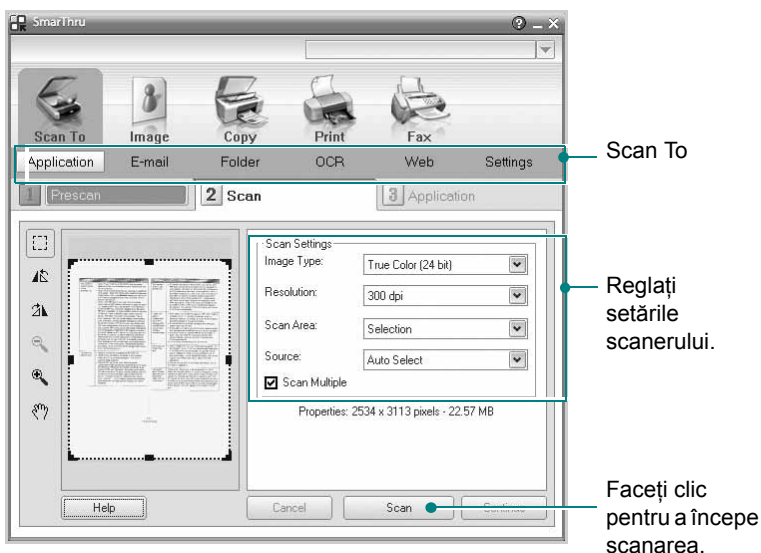 SmarThru
Scan To Image Copy Print Fax
Application E-mail Folder OCR Web Settings
Scan To
1 Prescan 2 Scan 3 Application
Scan Settings
Image Type: True Color (24 bit)
Resolution: 300 dpi
Scan Area: Selection
Source: Auto Select
Scan Multiple
Properties: 2534 x 3113 pixels - 22.57 MB
Reglați
setările
scanerului.
Help Cancel Scan Continue
Faceți clic
pentru a începe
scanarea.